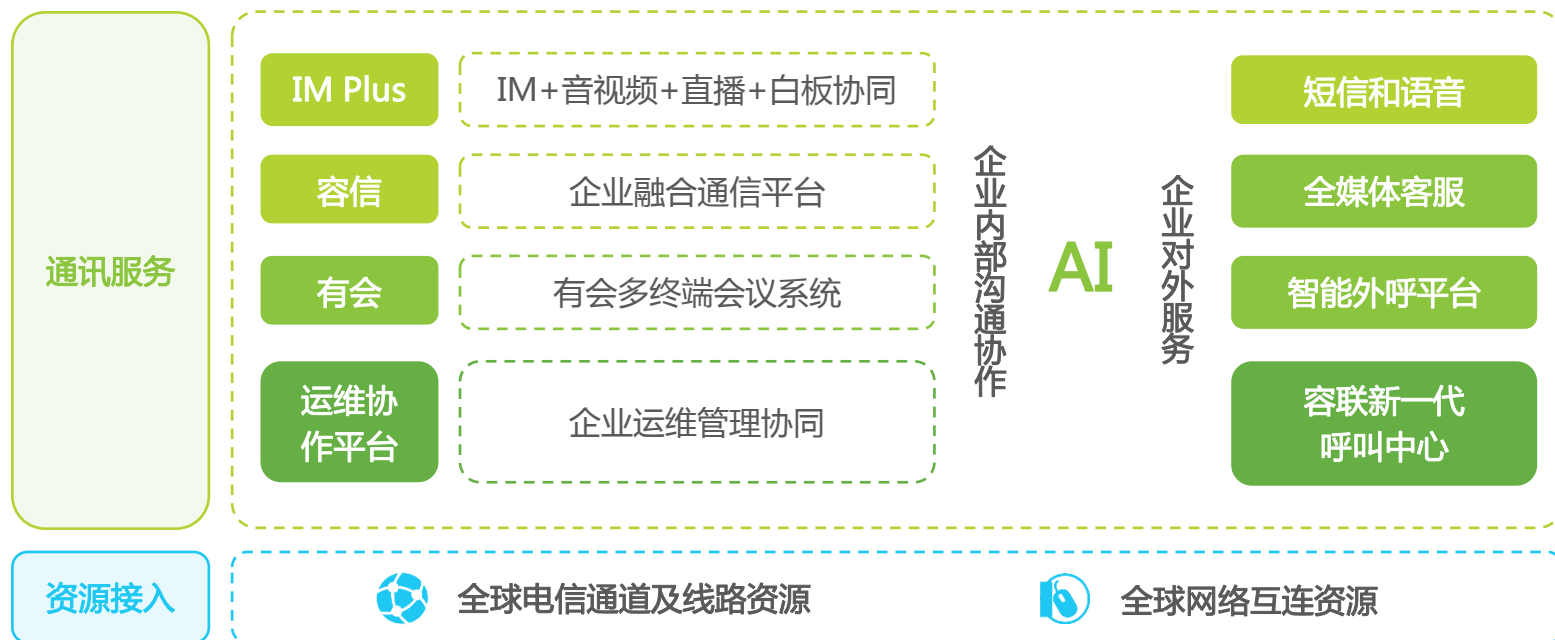 通讯服务
IM Plus
IM+音视频+直播+白板协同
容信
企业融合通信平台
有会
有会多终端会议系统
运维协
作平台
企业运维管理协同
企业内部沟通协作
AI
企业对外服务
短信和语音
全媒体客服
智能外呼平台
容联新一代
呼叫中心
资源接入
全球电信通道及线路资源
全球网络互连资源